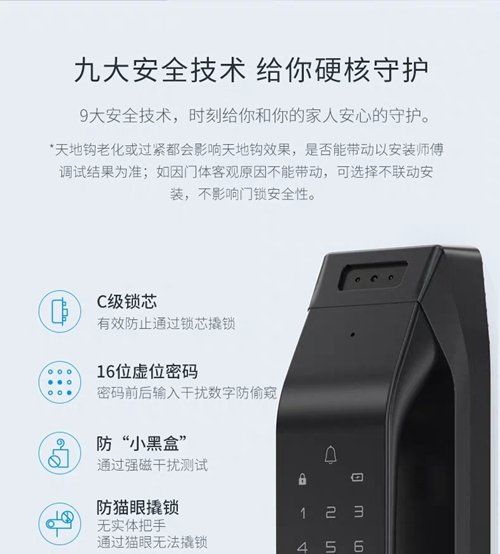 九大安全技术 给你硬核守护
9大安全技术，时刻给你和你的家人安心的守护。
*天地钩老化或过紧都会影响天地钩效果，是否能带动以安装师傅
调试结果为准；如因门体客观原因不能带动，可选择不联动安
装，不影响门锁安全性。
C级锁芯
有效防止通过锁芯撬锁
16位虚位密码
密码前后输入干扰数字防偷窥
防“小黑盒”
通过强磁干扰测试
防猫眼撬锁
无实体把手
通过猫眼无法撬锁
1 2 3
4 5 6